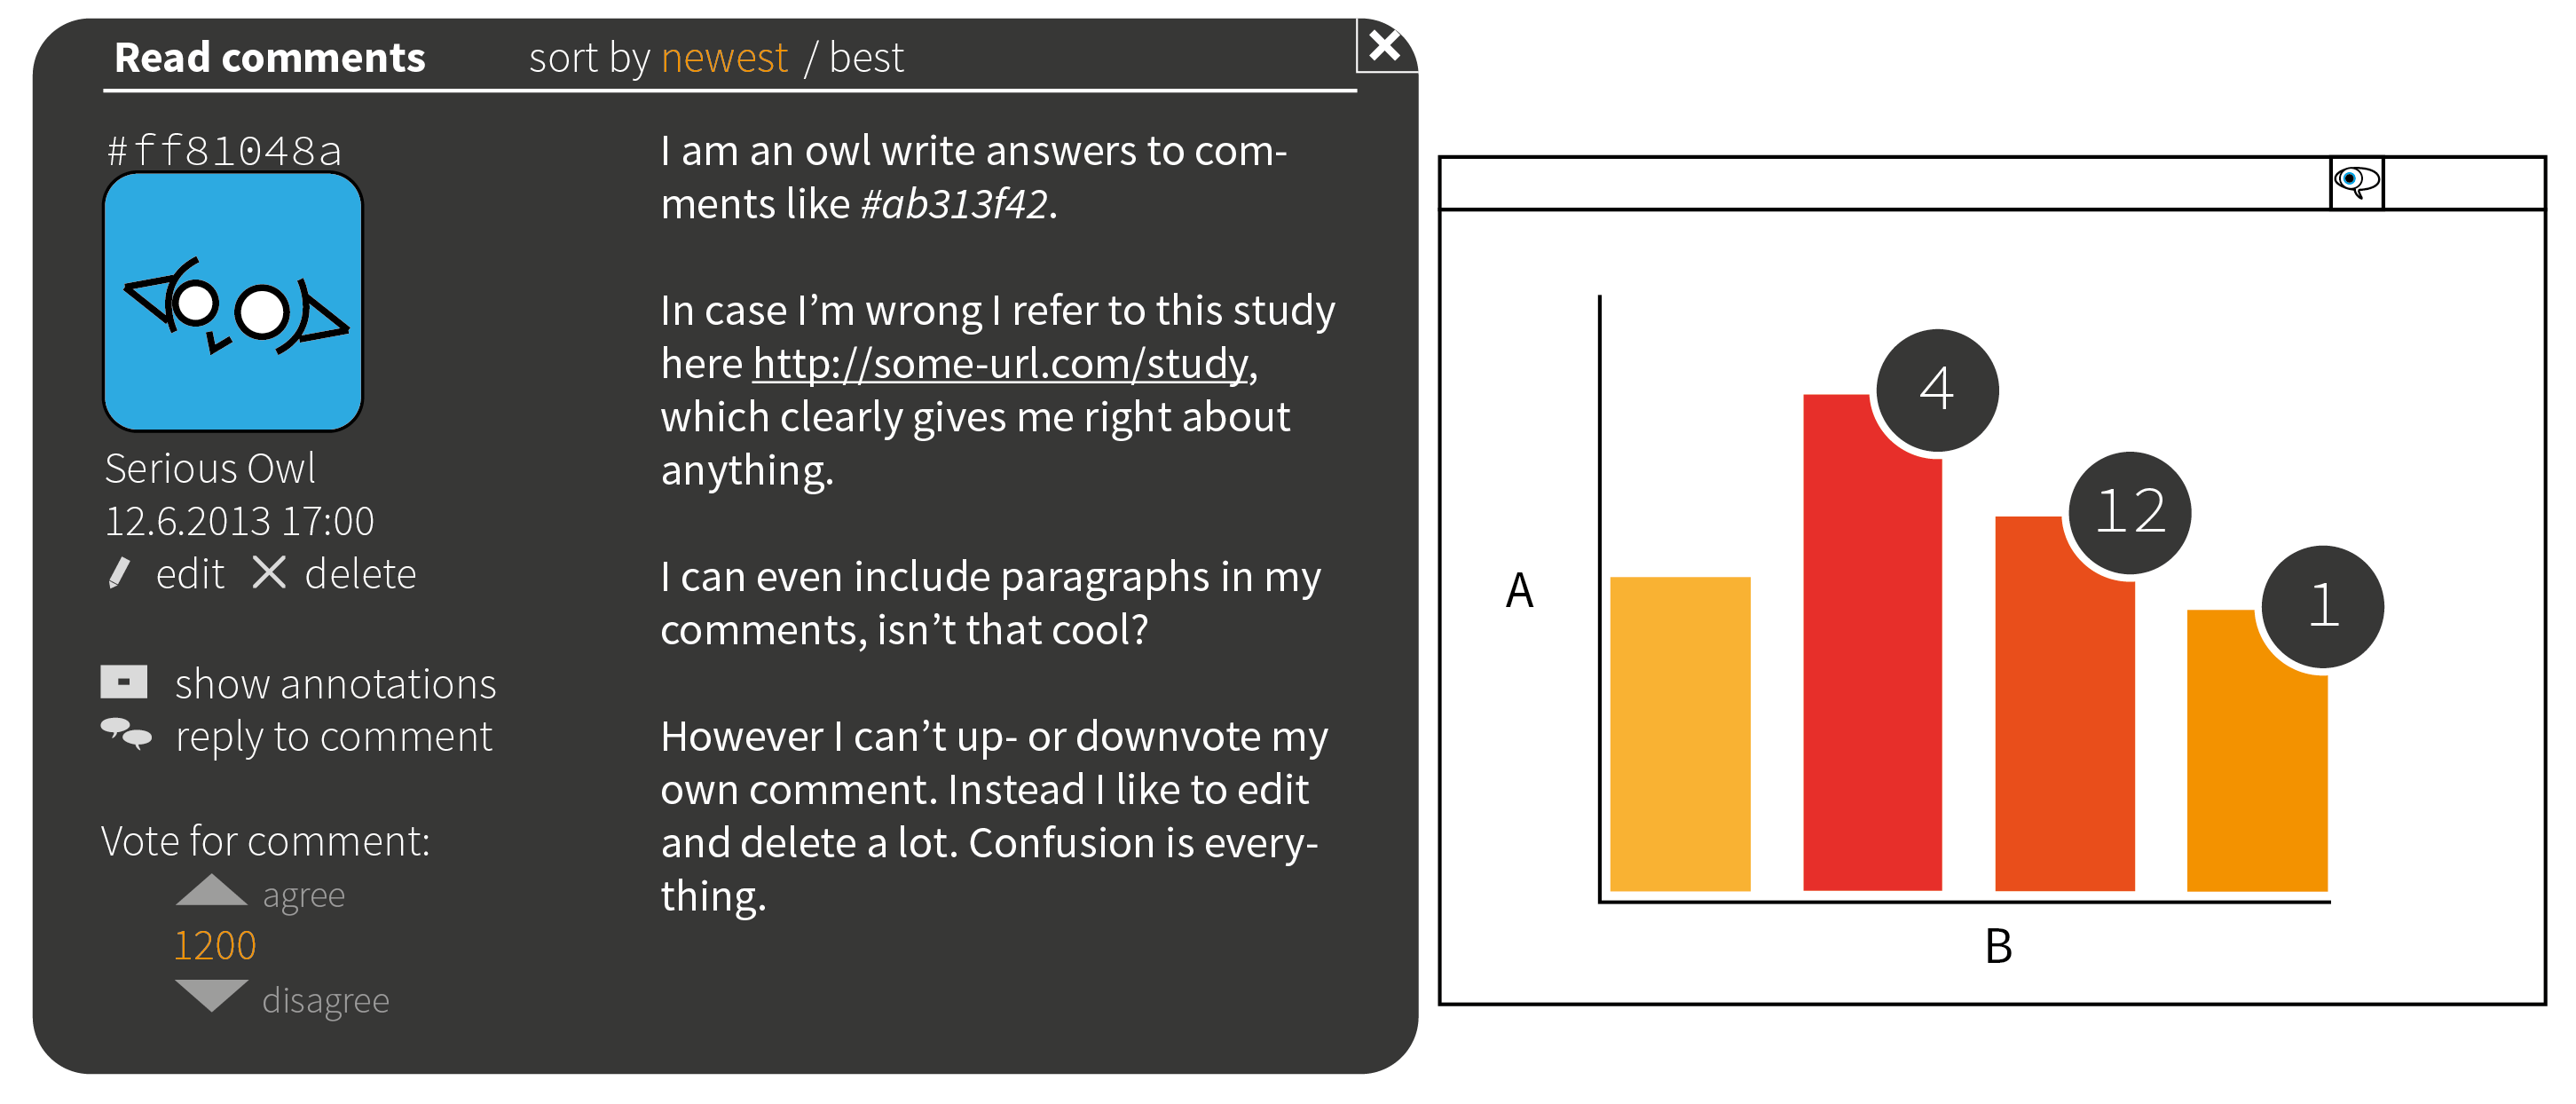 Read comments sort by newest / best
#ff81048a
Serious Owl
12.6.2013 17:00
edit delete
show annotations
reply to comment
Vote for comment:
agree
1200
disagree
I am an owl write answers to com-
ments like #ab313f42.
In case I’m wrong I refer to this study
here http://some-url.com/study,
which clearly gives me right about
anything.
I can even include paragraphs in my
comments, isn’t that cool?
However I can’t up- or downvote my
own comment. Instead I like to edit
and delete a lot. Confusion is every-
thing.
4
12
1
A
B